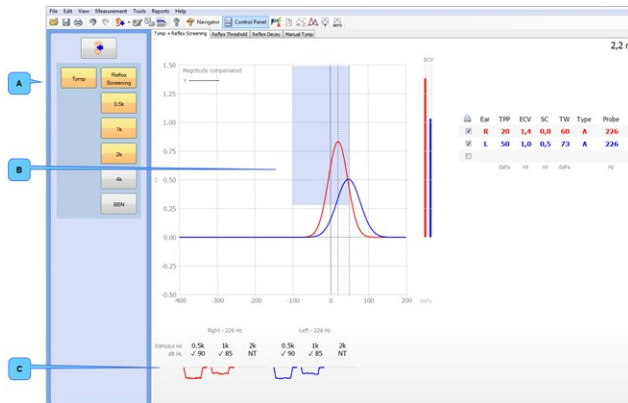 File Edit View Measurement Tools Reports Help
Navigator Control Panel
Tymp + Reflex Screening Reflex Threshold Reflex Decay Manual Tymp
2,2
A
Tymp
Reflex Screening
0.5k
1k
2k
4k
BBN
B
C
1.50
1.25
1.00
0.75
0.50
0.25
0.00
-0.25
-0.50
Magnitude compensated
Y
-400 -300 -200 -100 0 100 200
ECV
daPa
Ear TPP ECV SC TW Type Probe
R 20 1,4 0,8 60 A 226
L 50 1,0 0,5 73 A 226
daPa ml ml daPa Hz
Right - 226 Hz Left - 226 Hz
Stimulus Hz 0.5k 1k 2k 0.5k 1k 2k
dB HL ✓ 90 ✓ 85 NT ✓ 90 ✓ 85 NT